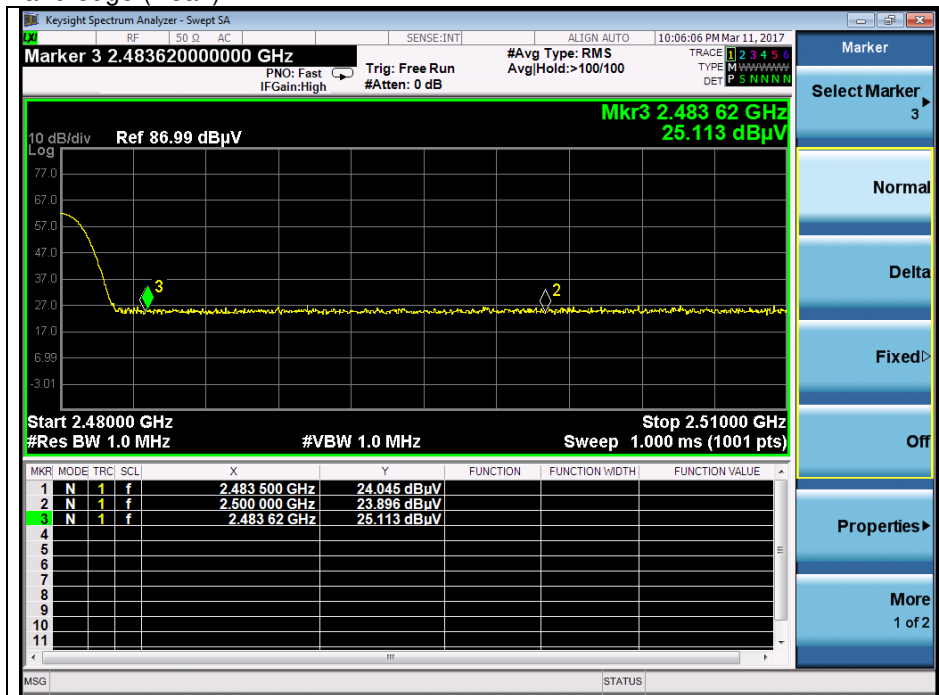 Keysight Spectrum Analyzer - Swept SA
LXI RF 50 Ω AC SENSE:INT ALIGN AUTO 10:06:06 PM Mar 11, 2017
Marker 3 2.483620000000 GHz
PNO: Fast
IFGain:High
Trig: Free Run
#Atten: 0 dB
#Avg Type: RMS
Avg|Hold:>100/100
TRACE 1 2 3 4 5 6
TYPE M W W W W W
DET P S N N N N
Mkr3 2.483 62 GHz
25.113 dBµV
10 dB/div Ref 86.99 dBµV
Log
77.0
67.0
57.0
47.0
37.0
27.0
17.0
6.99
-3.01
3
2
Start 2.48000 GHz Stop 2.51000 GHz
#Res BW 1.0 MHz #VBW 1.0 MHz Sweep 1.000 ms (1001 pts)
MKR MODE TRC SCL X Y FUNCTION FUNCTION WIDTH FUNCTION VALUE
1 N 1 f 2.483 500 GHz 24.045 dBµV
2 N 1 f 2.500 000 GHz 23.896 dBµV
3 N 1 f 2.483 62 GHz 25.113 dBµV
4
5
6
7
8
9
10
11
MSG STATUS
Marker
Select Marker
3
Normal
Delta
Fixed
Off
Properties
More
1 of 2